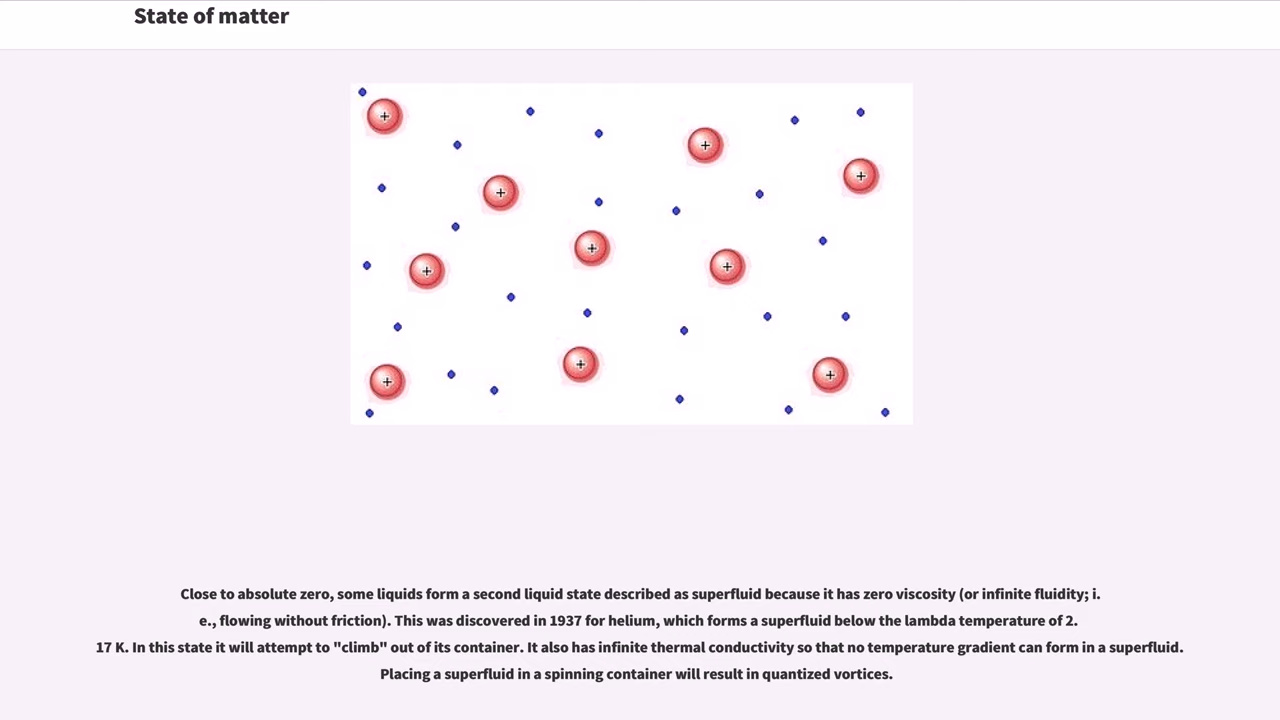 State of matter
Close to absolute zero, some liquids form a second liquid state described as superfluid because it has zero viscosity (or infinite fluidity; i.
e., flowing without friction). This was discovered in 1937 for helium, which forms a superfluid below the lambda temperature of 2.
17 K. In this state it will attempt to "climb" out of its container. It also has infinite thermal conductivity so that no temperature gradient can form in a superfluid.
Placing a superfluid in a spinning container will result in quantized vortices.